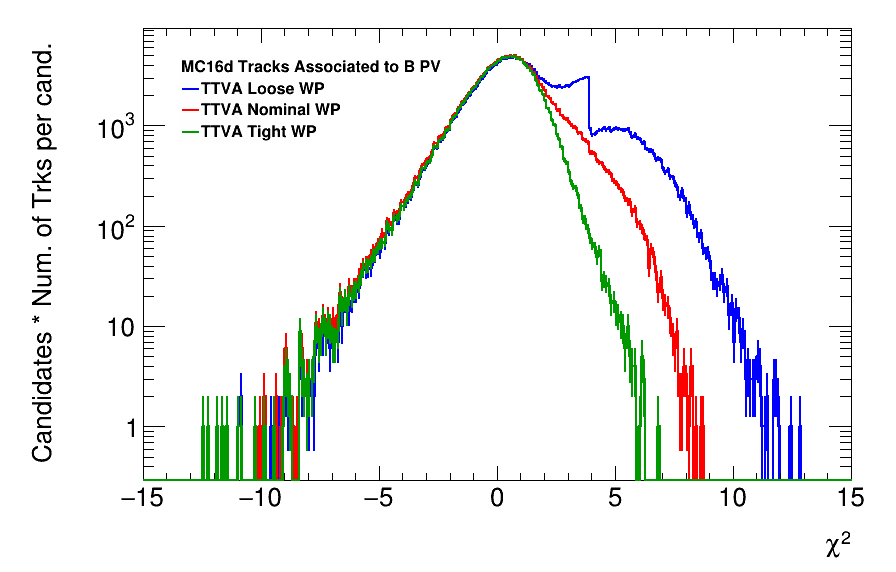 Candidates * Num. of Trks per cand.
MC16d Tracks Associated to B PV
TTVA Loose WP
TTVA Nominal WP
TTVA Tight WP
10³
10²
10
1
−15 −10 −5 0 5 10 15
χ²